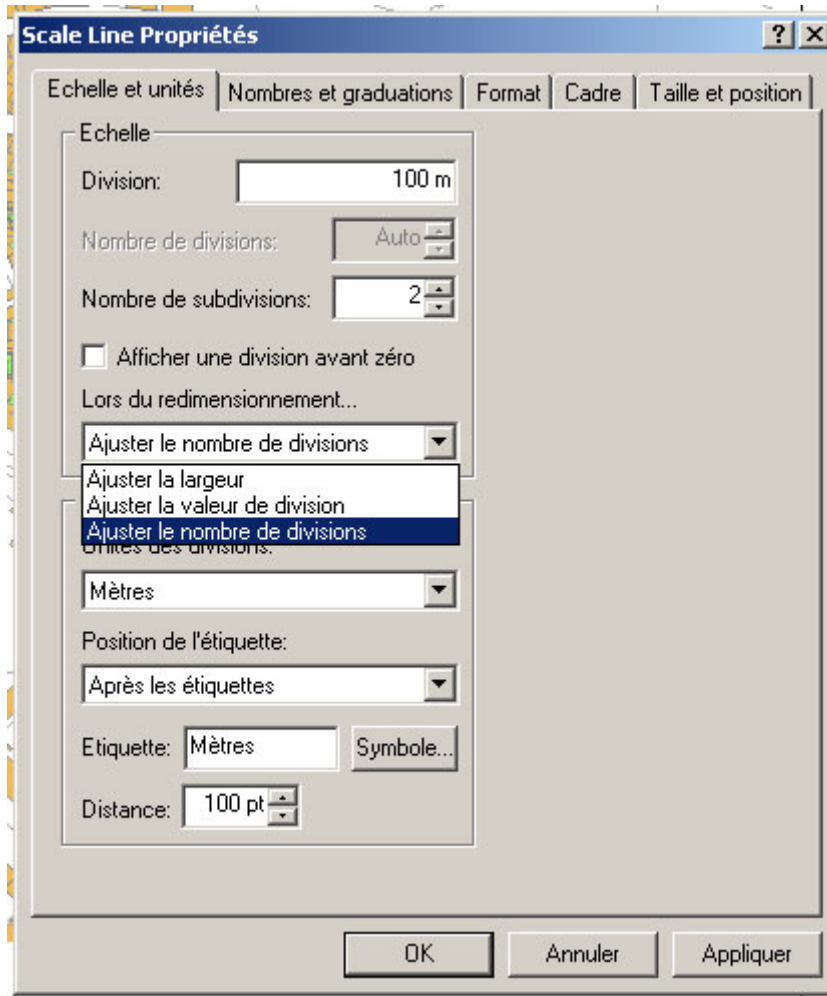 Scale Line Propriétés
Echelle et unités Nombres et graduations Format Cadre Taille et position
Echelle
Division: 100 m
Nombre de divisions: Auto
Nombre de subdivisions: 2
Afficher une division avant zéro
Lors du redimensionnement...
Ajuster le nombre de divisions
Ajuster la largeur
Ajuster la valeur de division
Ajuster le nombre de divisions
Unités des divisions:
Mètres
Position de l'étiquette:
Après les étiquettes
Etiquette: Mètres Symbole...
Distance: 100 pt
OK Annuler Appliquer